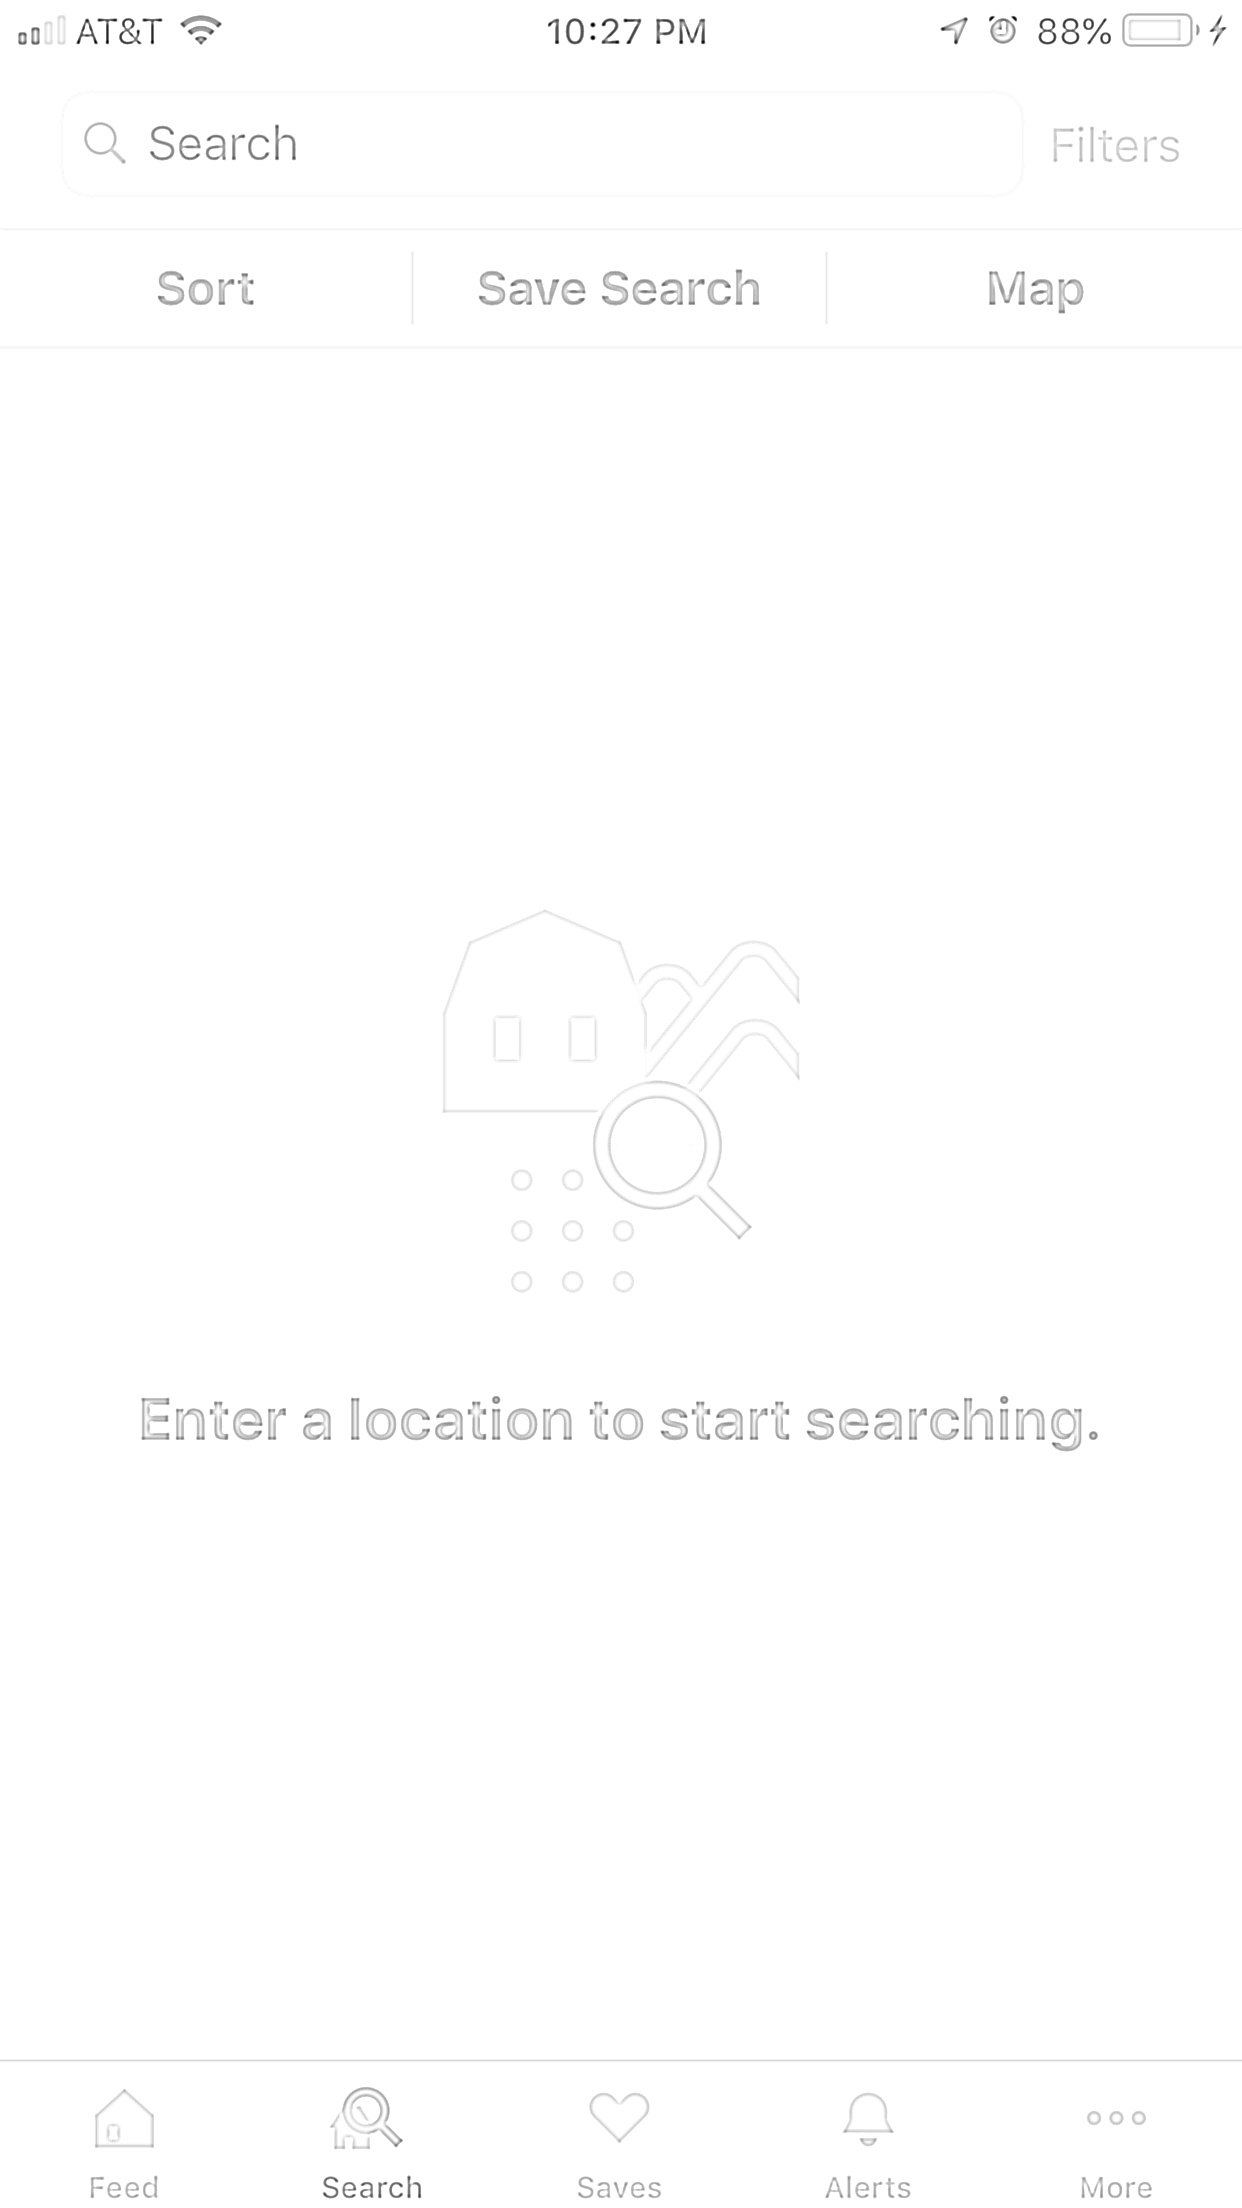 AT&T 10:27 PM 88%
Search Filters
Sort Save Search Map
Enter a location to start searching.
Feed Search Saves Alerts More